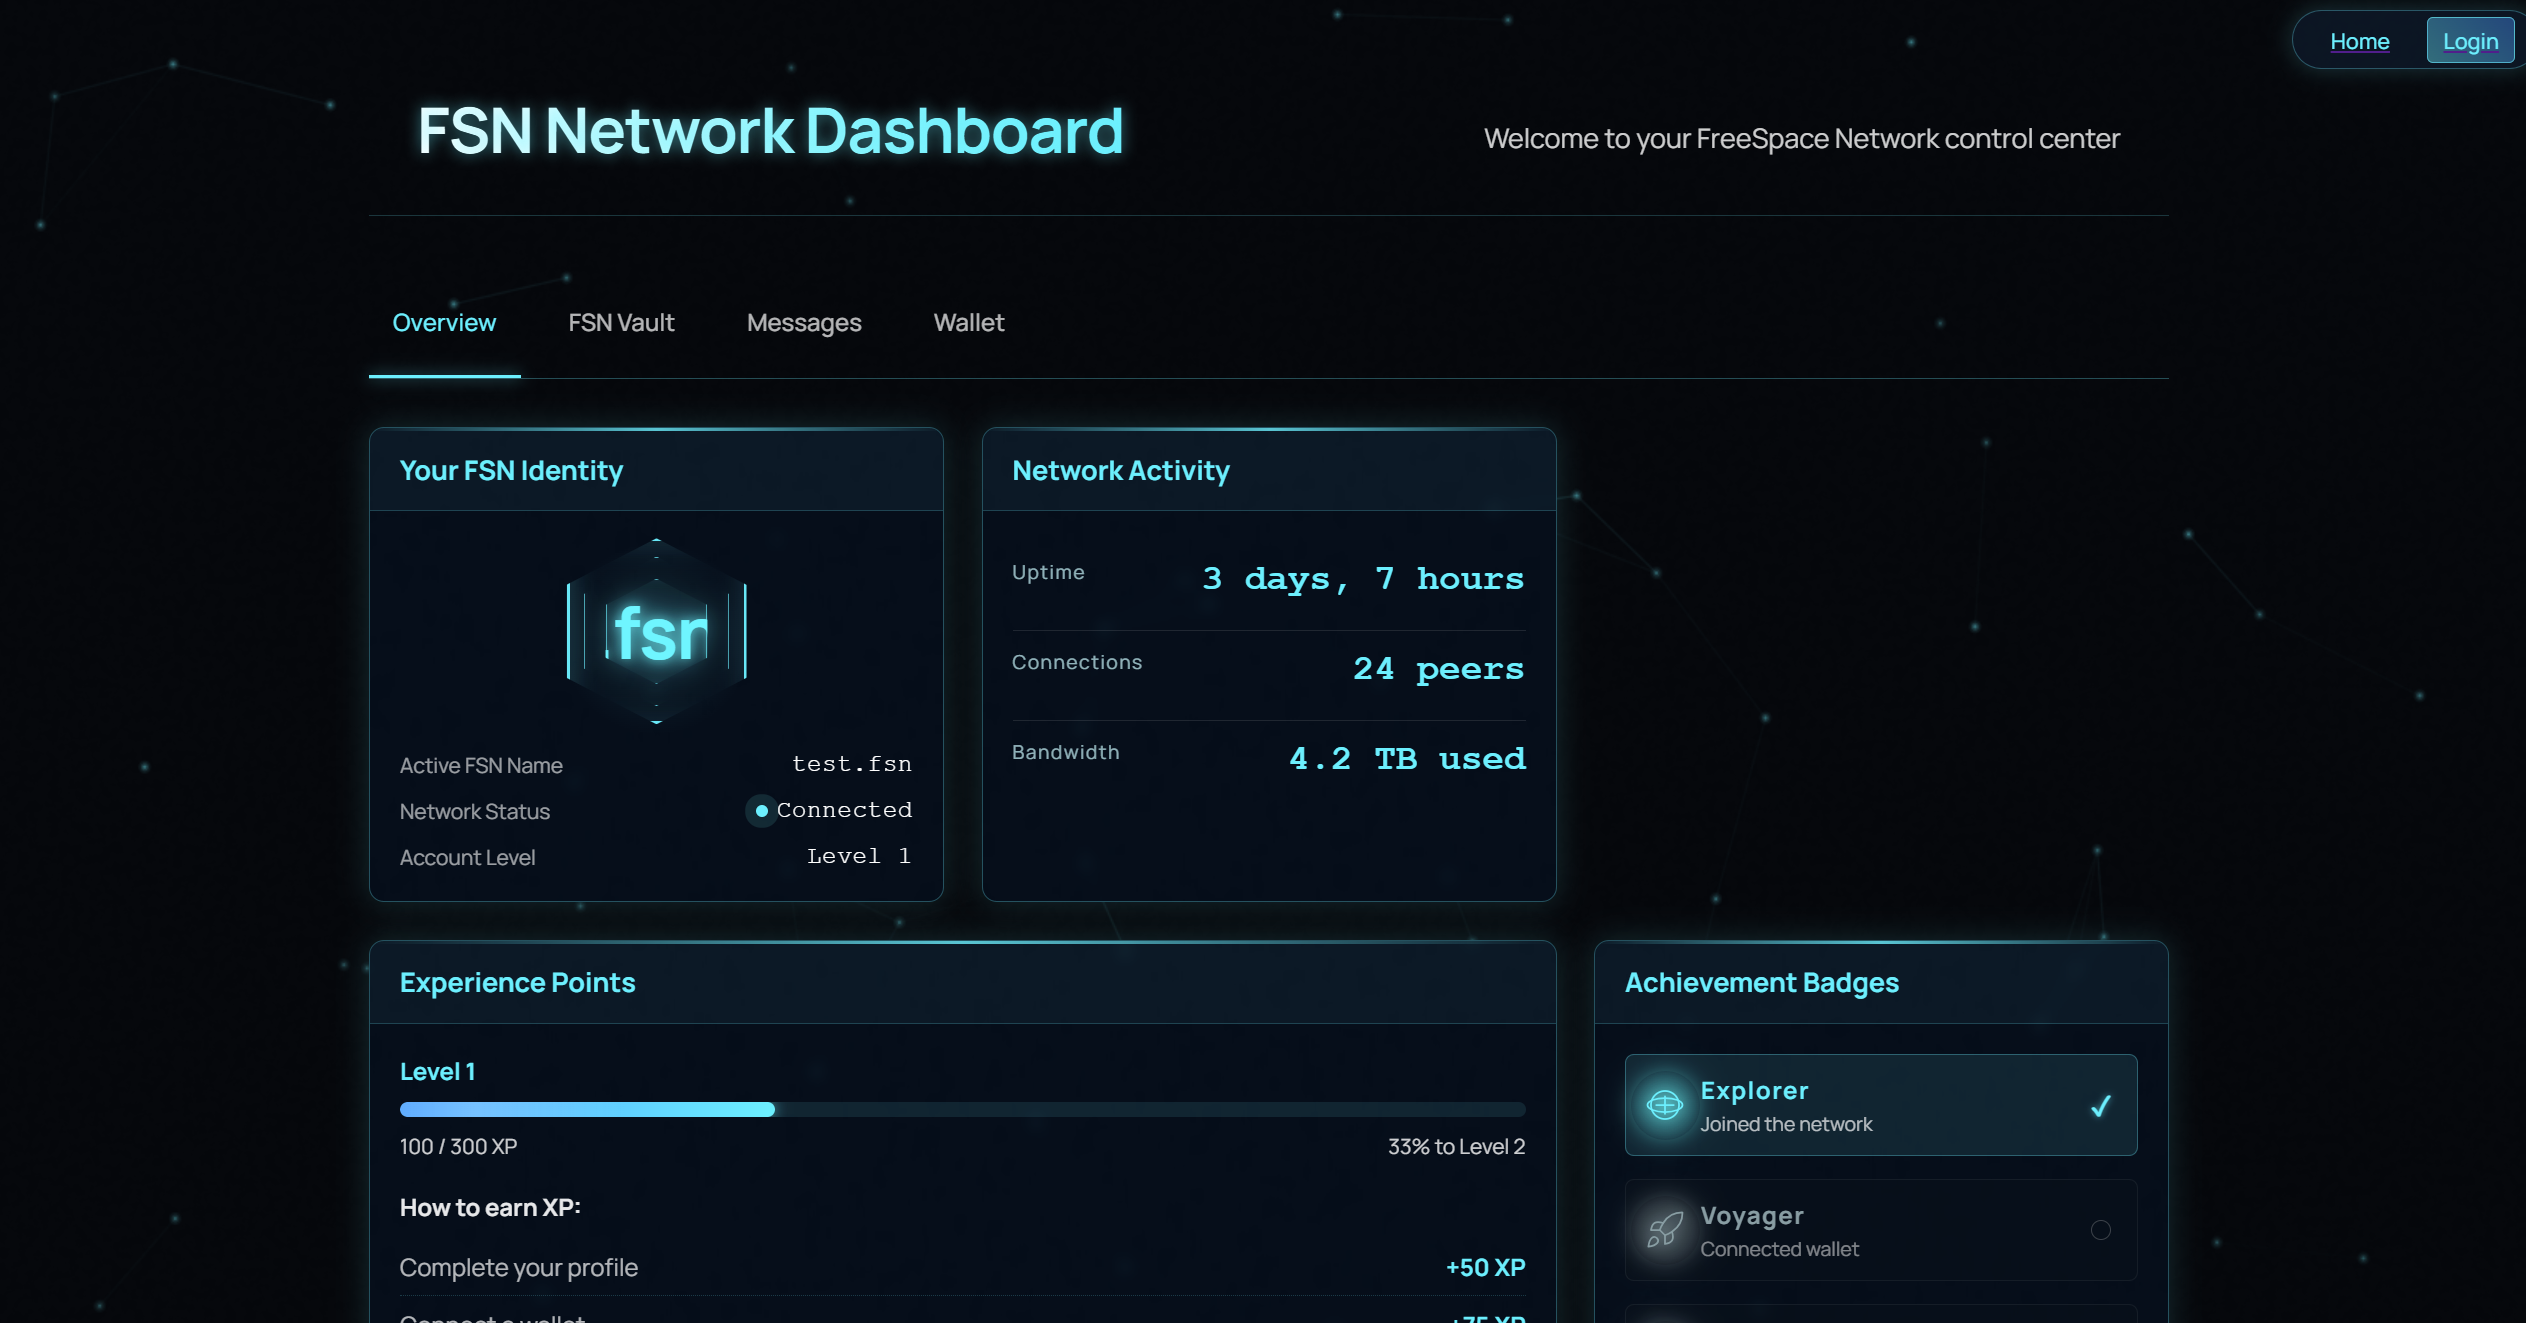 Home
Login
FSN Network Dashboard
Welcome to your FreeSpace Network control center
Overview
FSN Vault
Messages
Wallet
Your FSN Identity
.fsn
Active FSN Name
test.fsn
Network Status
Connected
Account Level
Level 1
Network Activity
Uptime
3 days, 7 hours
Connections
24 peers
Bandwidth
4.2 TB used
Experience Points
Level 1
100 / 300 XP
33% to Level 2
How to earn XP:
Complete your profile
+50 XP
Connect a wallet
+75 XP
Achievement Badges
Explorer
Joined the network
Voyager
Connected wallet